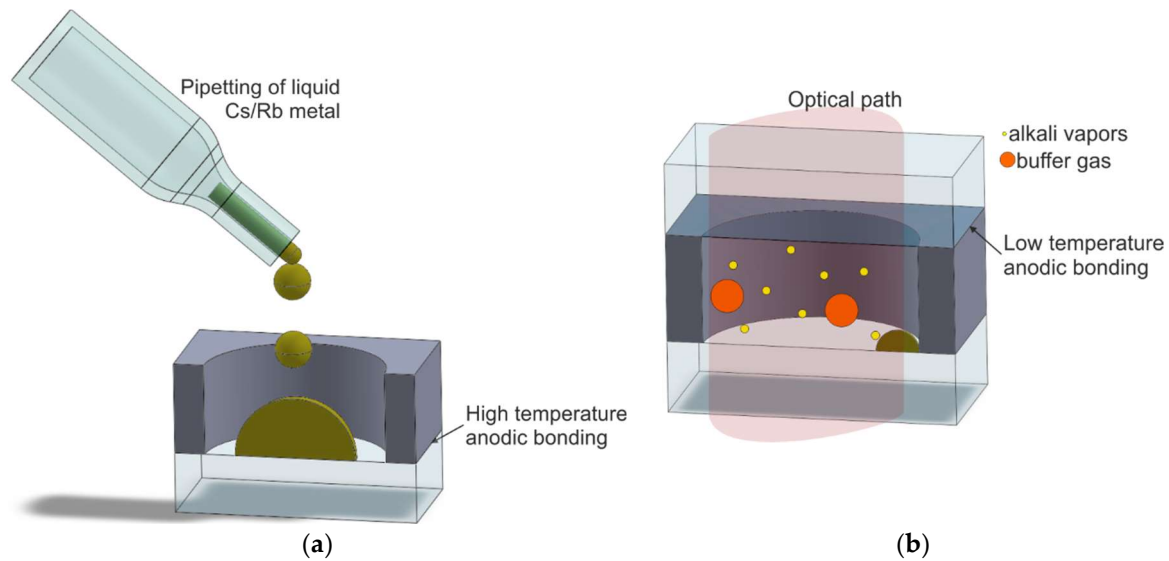 Pipetting of liquid
Cs/Rb metal
High temperature
anodic bonding
(a)
Optical path
alkali vapors
buffer gas
Low temperature
anodic bonding
(b)